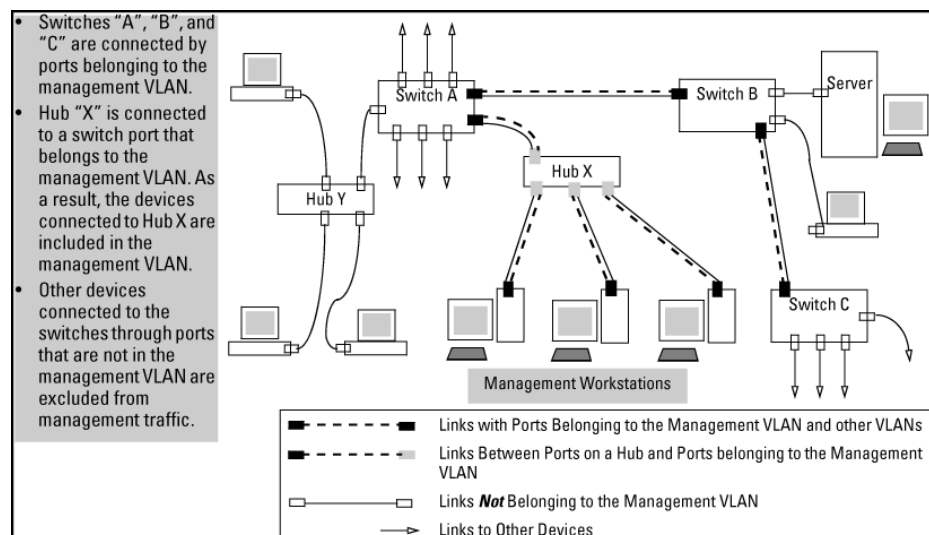 • Switches “A”, “B”, and
“C” are connected by
ports belonging to the
management VLAN.
• Hub “X” is connected
to a switch port that
belongs to the
management VLAN. As
a result, the devices
connected to Hub X are
included in the
management VLAN.
• Other devices
connected to the
switches through ports
that are not in the
management VLAN are
excluded from
management traffic.
Switch A
Switch B
Server
Hub Y
Hub X
Switch C
Management Workstations
Links with Ports Belonging to the Management VLAN and other VLANs
Links Between Ports on a Hub and Ports belonging to the Management
VLAN
Links Not Belonging to the Management VLAN
Links to Other Devices